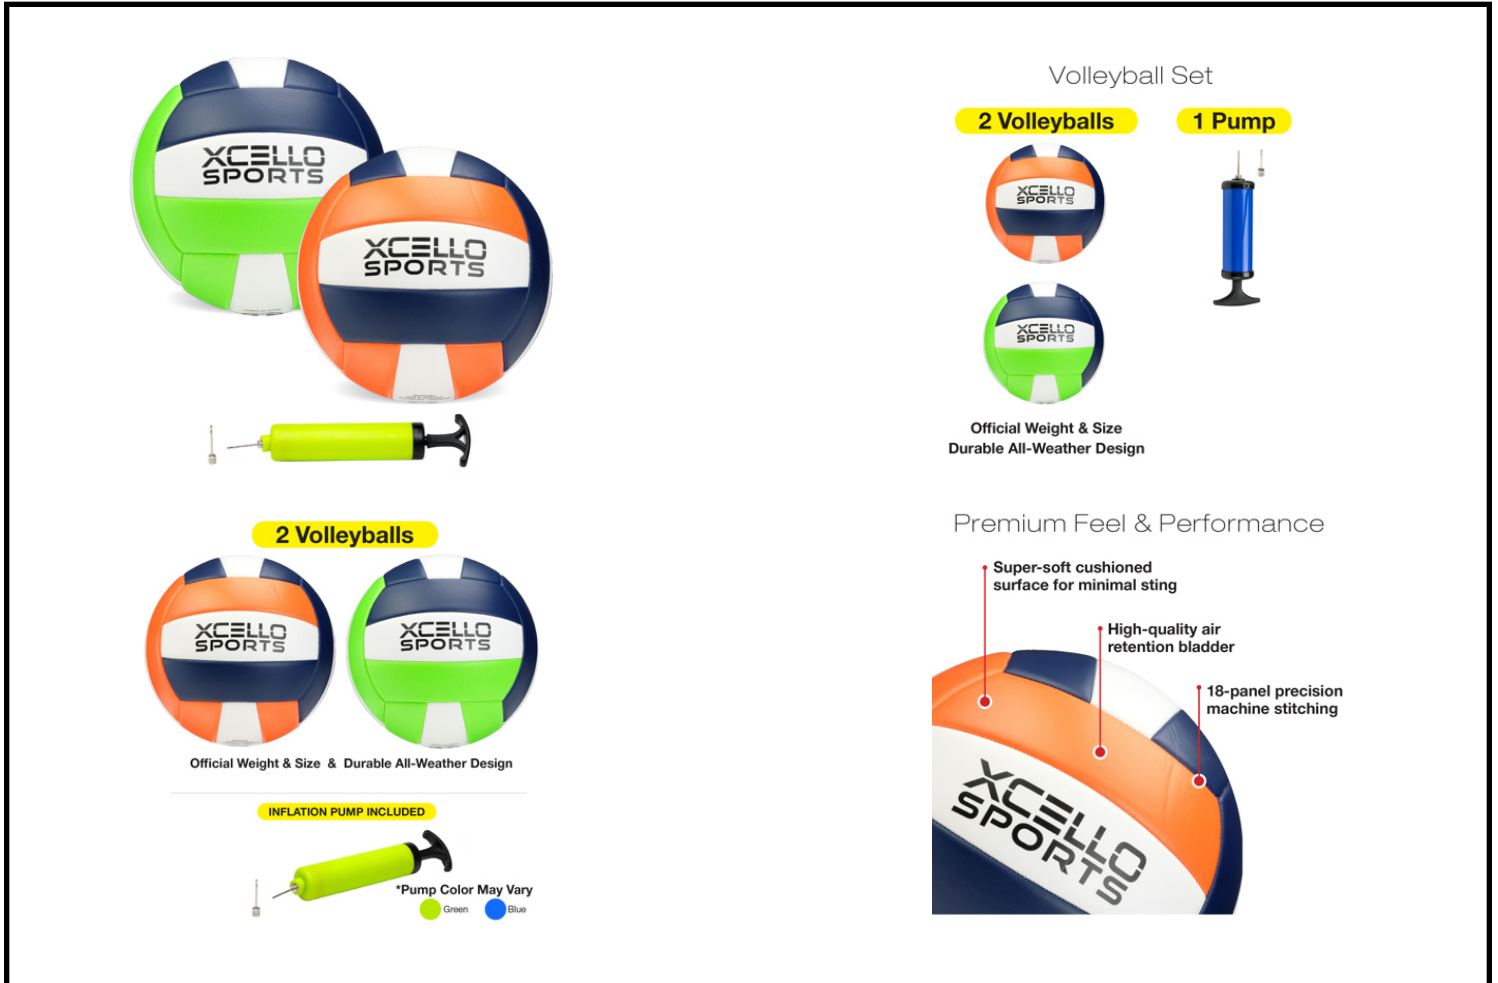 XCELLO
SPORTS
XCELLO
SPORTS
Volleyball Set
2 Volleyballs
1 Pump
XCELLO
SPORTS
XCELLO
SPORTS
Official Weight & Size
Durable All-Weather Design
2 Volleyballs
XCELLO
SPORTS
XCELLO
SPORTS
Official Weight & Size & Durable All-Weather Design
INFLATION PUMP INCLUDED
*Pump Color May Vary
Green
Blue
Premium Feel & Performance
Super-soft cushioned
surface for minimal sting
High-quality air
retention bladder
18-panel precision
machine stitching
XCELLO
SPORTS